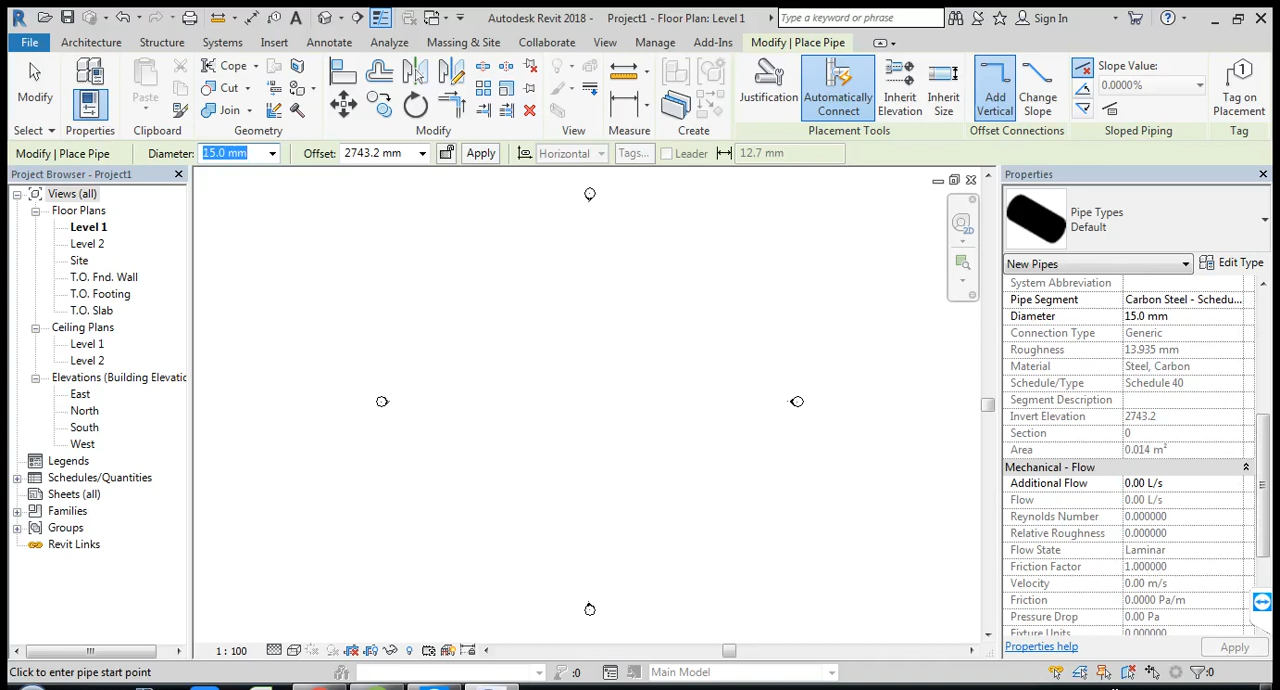 Autodesk Revit 2018 - Project1 - Floor Plan: Level 1
Type a keyword or phrase
Sign In
File
Architecture
Structure
Systems
Insert
Annotate
Analyze
Massing & Site
Collaborate
View
Manage
Add-Ins
Modify | Place Pipe
Modify
Paste
Cope
Cut
Join
Justification
Automatically
Connect
Inherit
Elevation
Inherit
Size
Add
Vertical
Change
Slope
Slope Value:
0.0000%
Tag on
Placement
Select
Properties
Clipboard
Geometry
Modify
View
Measure
Create
Placement Tools
Offset Connections
Sloped Piping
Tag
Modify | Place Pipe
Diameter: 15.0 mm
Offset: 2743.2 mm
Apply
Horizontal
Tags...
Leader
12.7 mm
Project Browser - Project1
Views (all)
Floor Plans
Level 1
Level 2
Site
T.O. Fnd. Wall
T.O. Footing
T.O. Slab
Ceiling Plans
Level 1
Level 2
Elevations (Building Elevatio
East
North
South
West
Legends
Schedules/Quantities
Sheets (all)
Families
Groups
Revit Links
2D
Properties
Pipe Types
Default
New Pipes
Edit Type
System Abbreviation
Pipe Segment Carbon Steel - Schedu...
Diameter 15.0 mm
Connection Type Generic
Roughness 13.935 mm
Material Steel, Carbon
Schedule/Type Schedule 40
Segment Description
Invert Elevation 2743.2
Section 0
Area 0.014 m²
Mechanical - Flow
Additional Flow 0.00 L/s
Flow 0.00 L/s
Reynolds Number 0.000000
Relative Roughness 0.000000
Flow State Laminar
Friction Factor 1.000000
Velocity 0.00 m/s
Friction 0.0000 Pa/m
Pressure Drop 0.00 Pa
Fixture Units 0.000000
Properties help
Apply
1 : 100
Click to enter pipe start point
:0
Main Model
:0